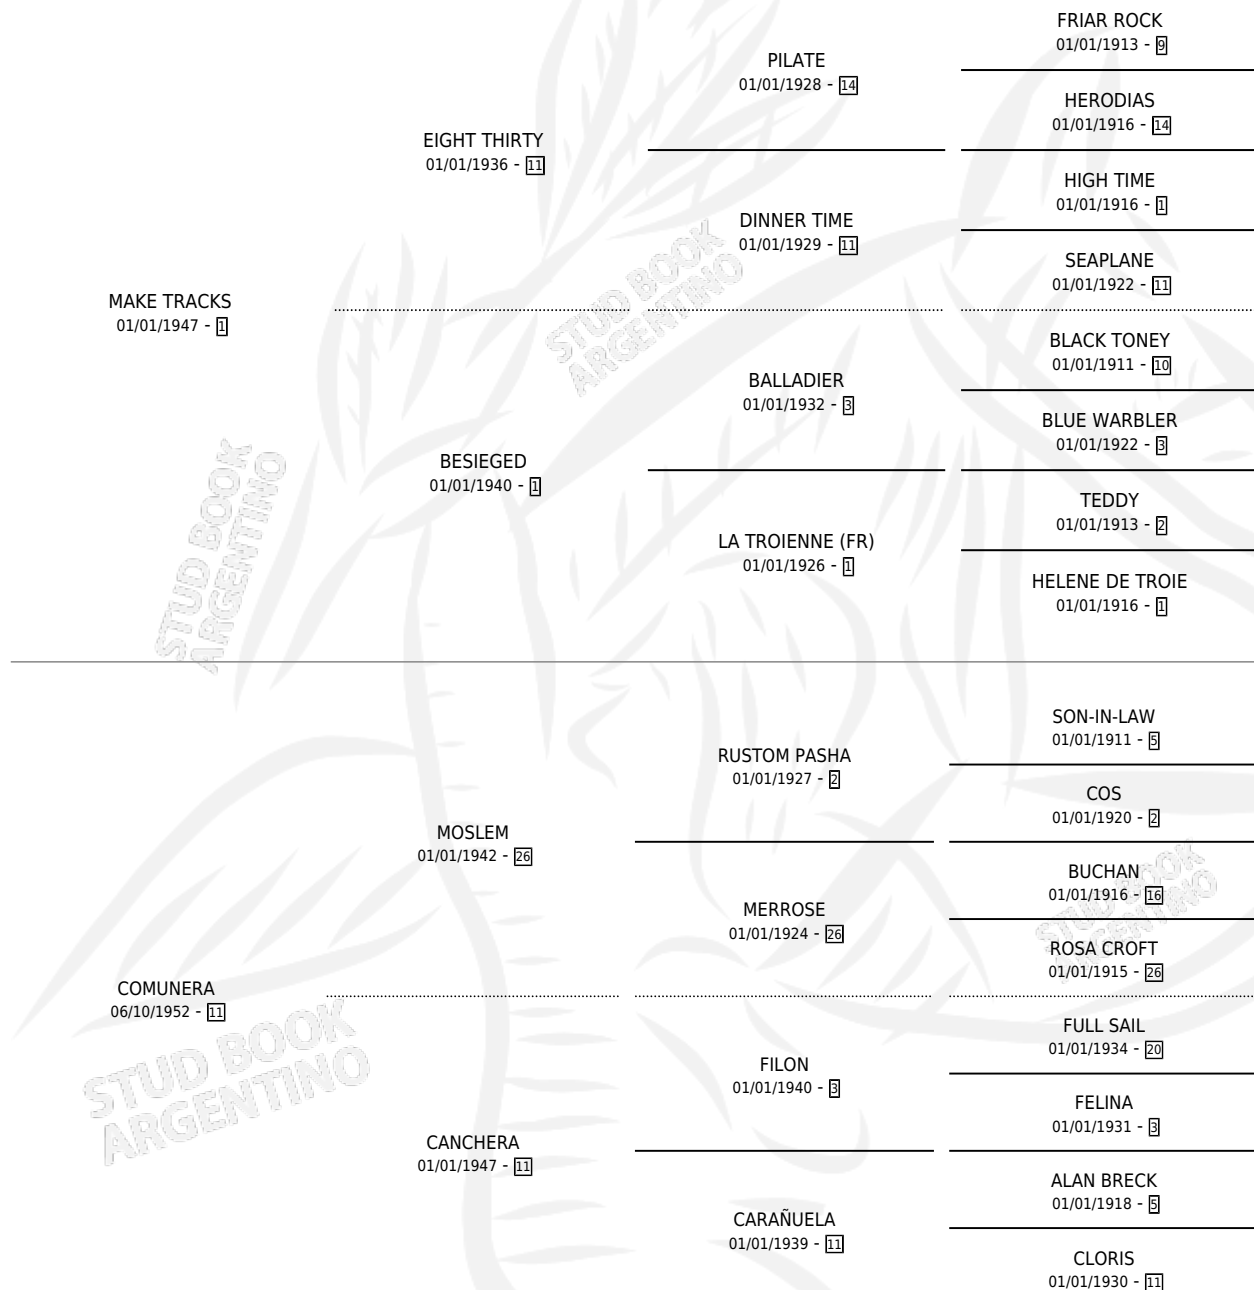 FRIAR ROCK
01/01/1913 - 9
PILATE
01/01/1928 - 14
HERODIAS
01/01/1916 - 14
EIGHT THIRTY
01/01/1936 - 11
HIGH TIME
01/01/1916 - 1
DINNER TIME
01/01/1929 - 11
SEAPLANE
01/01/1922 - 11
MAKE TRACKS
01/01/1947 - 1
BLACK TONEY
01/01/1911 - 10
BALLADIER
01/01/1932 - 3
BLUE WARBLER
01/01/1922 - 3
BESIEGED
01/01/1940 - 1
TEDDY
01/01/1913 - 2
LA TROIENNE (FR)
01/01/1926 - 1
HELENE DE TROIE
01/01/1916 - 1
SON-IN-LAW
01/01/1911 - 5
RUSTOM PASHA
01/01/1927 - 2
COS
01/01/1920 - 2
MOSLEM
01/01/1942 - 26
BUCHAN
01/01/1916 - 16
MERROSE
01/01/1924 - 26
ROSA CROFT
01/01/1915 - 26
COMUNERA
06/10/1952 - 11
FULL SAIL
01/01/1934 - 20
FILON
01/01/1940 - 3
FELINA
01/01/1931 - 3
CANCHERA
01/01/1947 - 11
ALAN BRECK
01/01/1918 - 5
CARAÑUELA
01/01/1939 - 11
CLORIS
01/01/1930 - 11
STUD BOOK
ARGENTINO
STUD BOOK
ARGENTINO
STUD BOOK
ARGENTINO
STUD BOOK
ARGENTINO